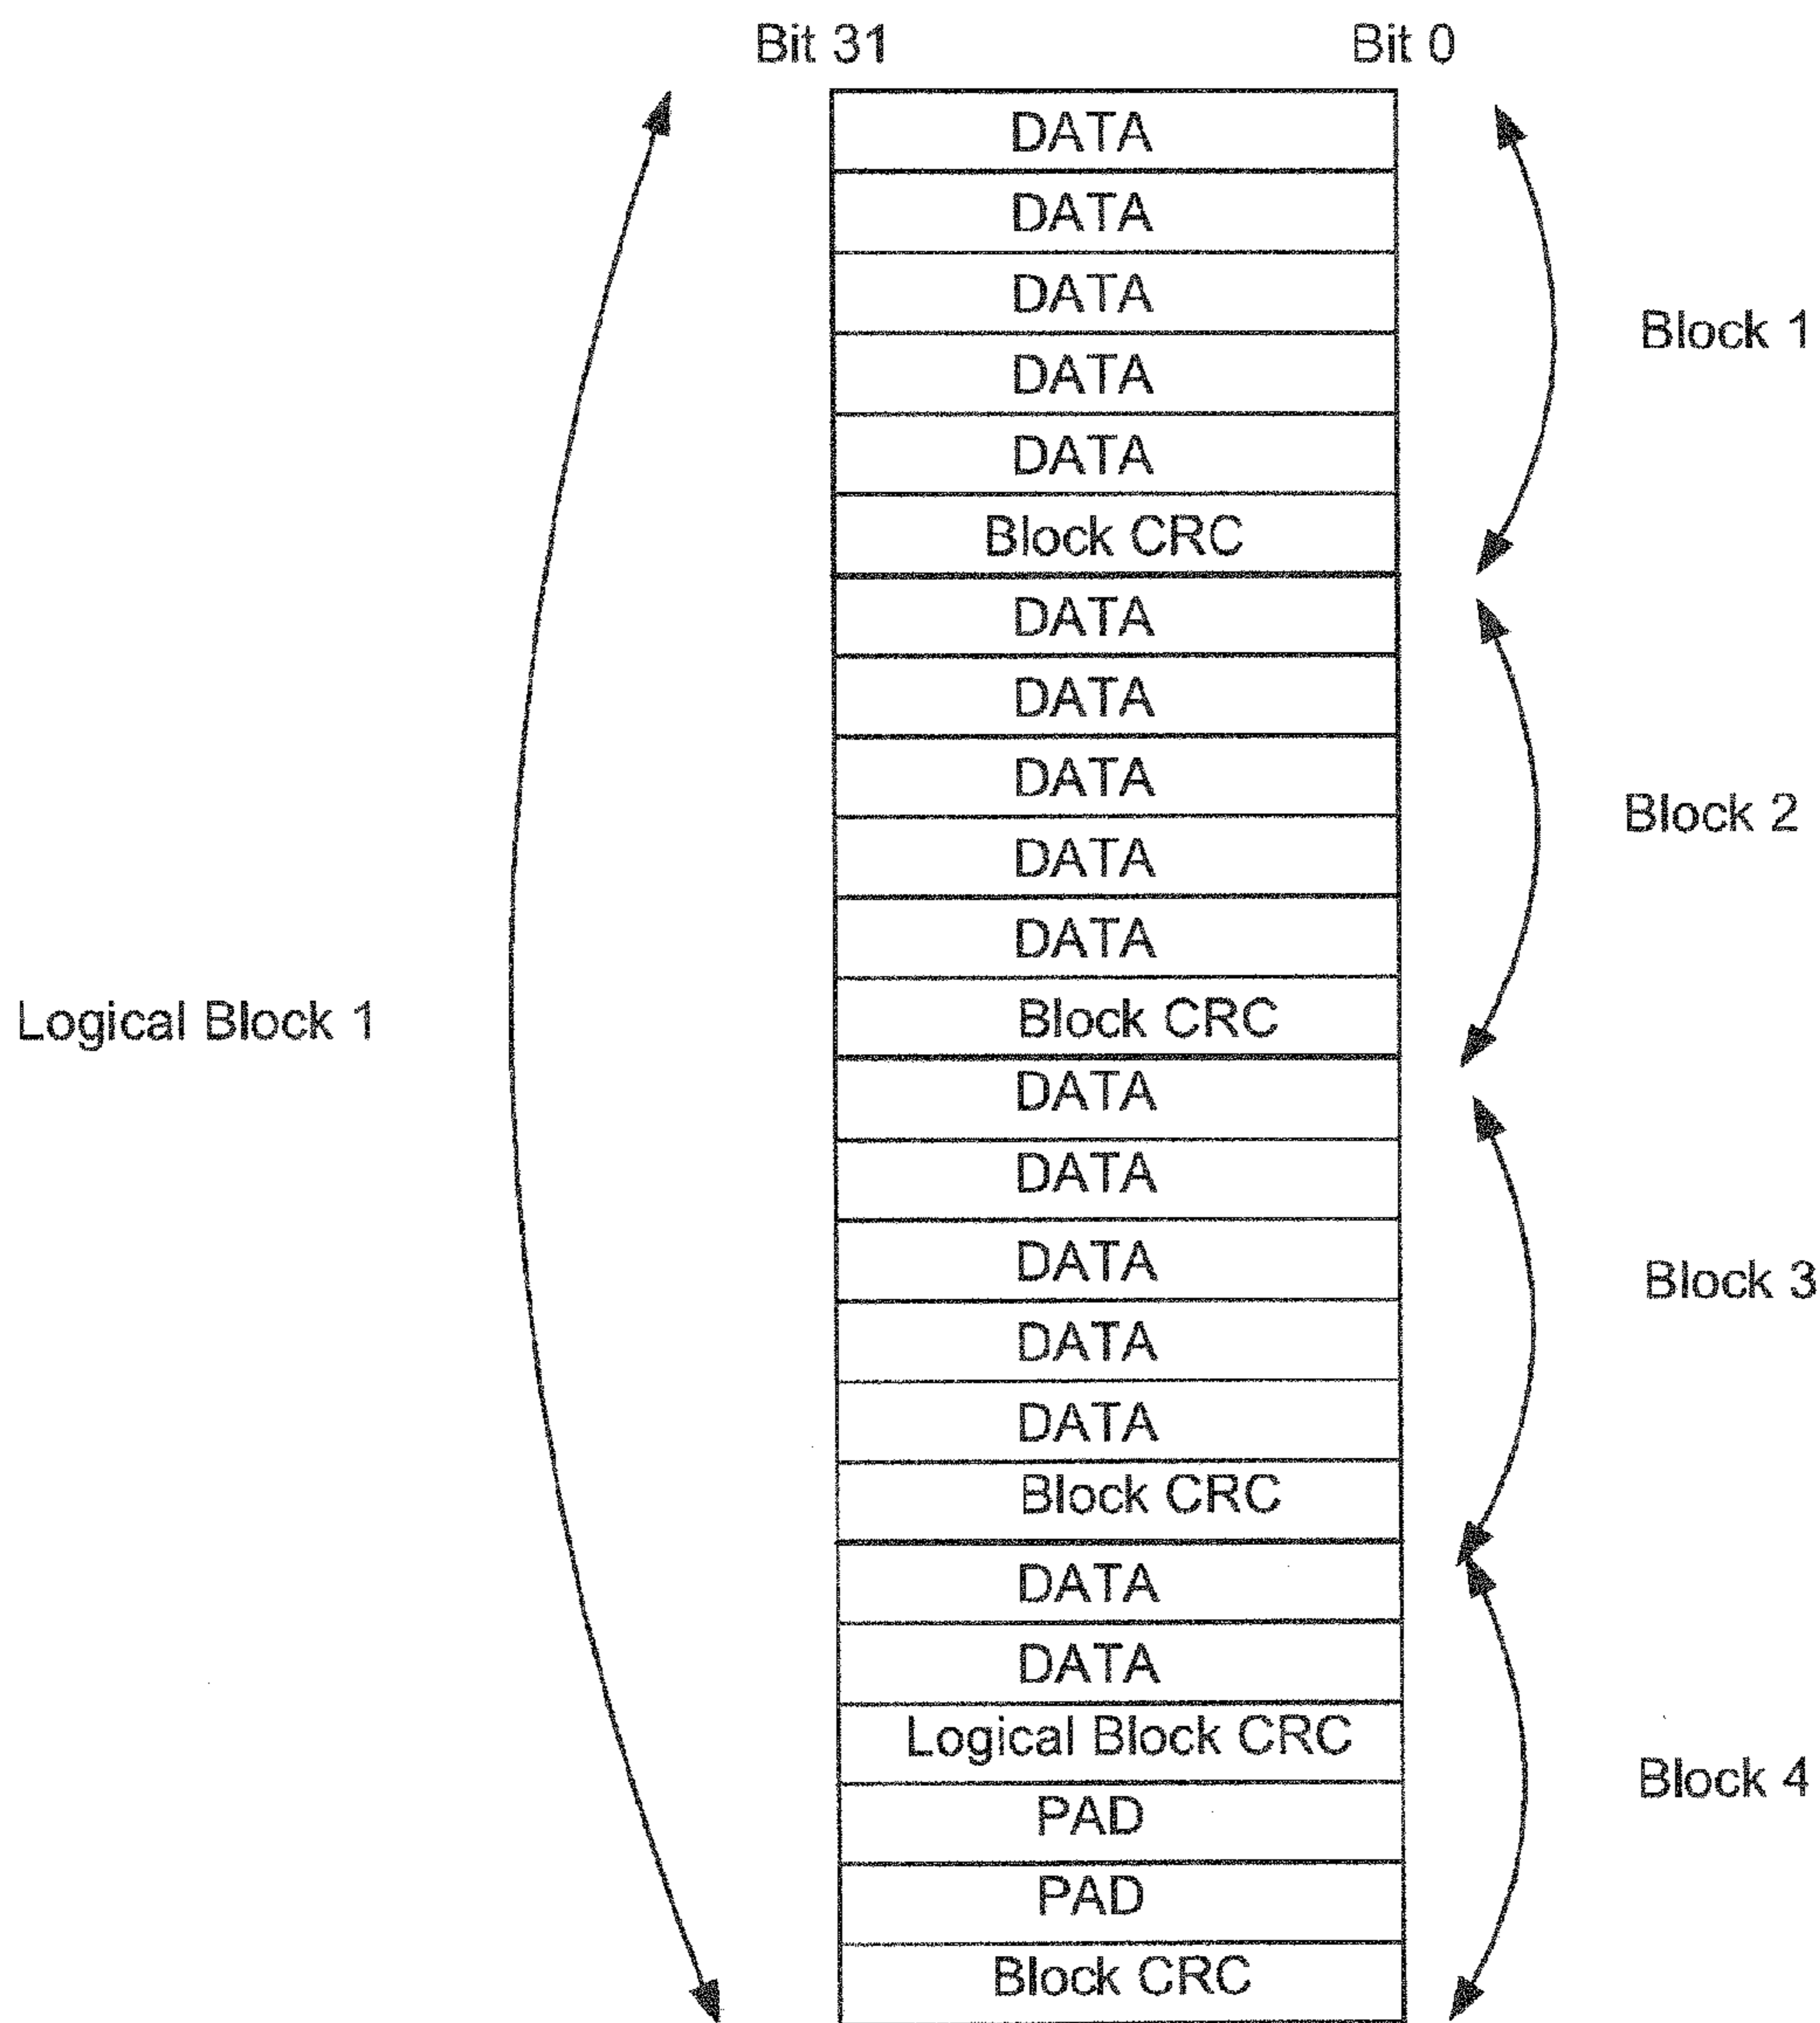 Bit 31 Bit 0
DATA
DATA
DATA
Block 1
DATA
DATA
Block CRC
DATA
DATA
DATA
Block 2
DATA
DATA
Logical Block 1
Block CRC
DATA
DATA
DATA
Block 3
DATA
DATA
Block CRC
DATA
DATA
Logical Block CRC
Block 4
PAD
PAD
Block CRC